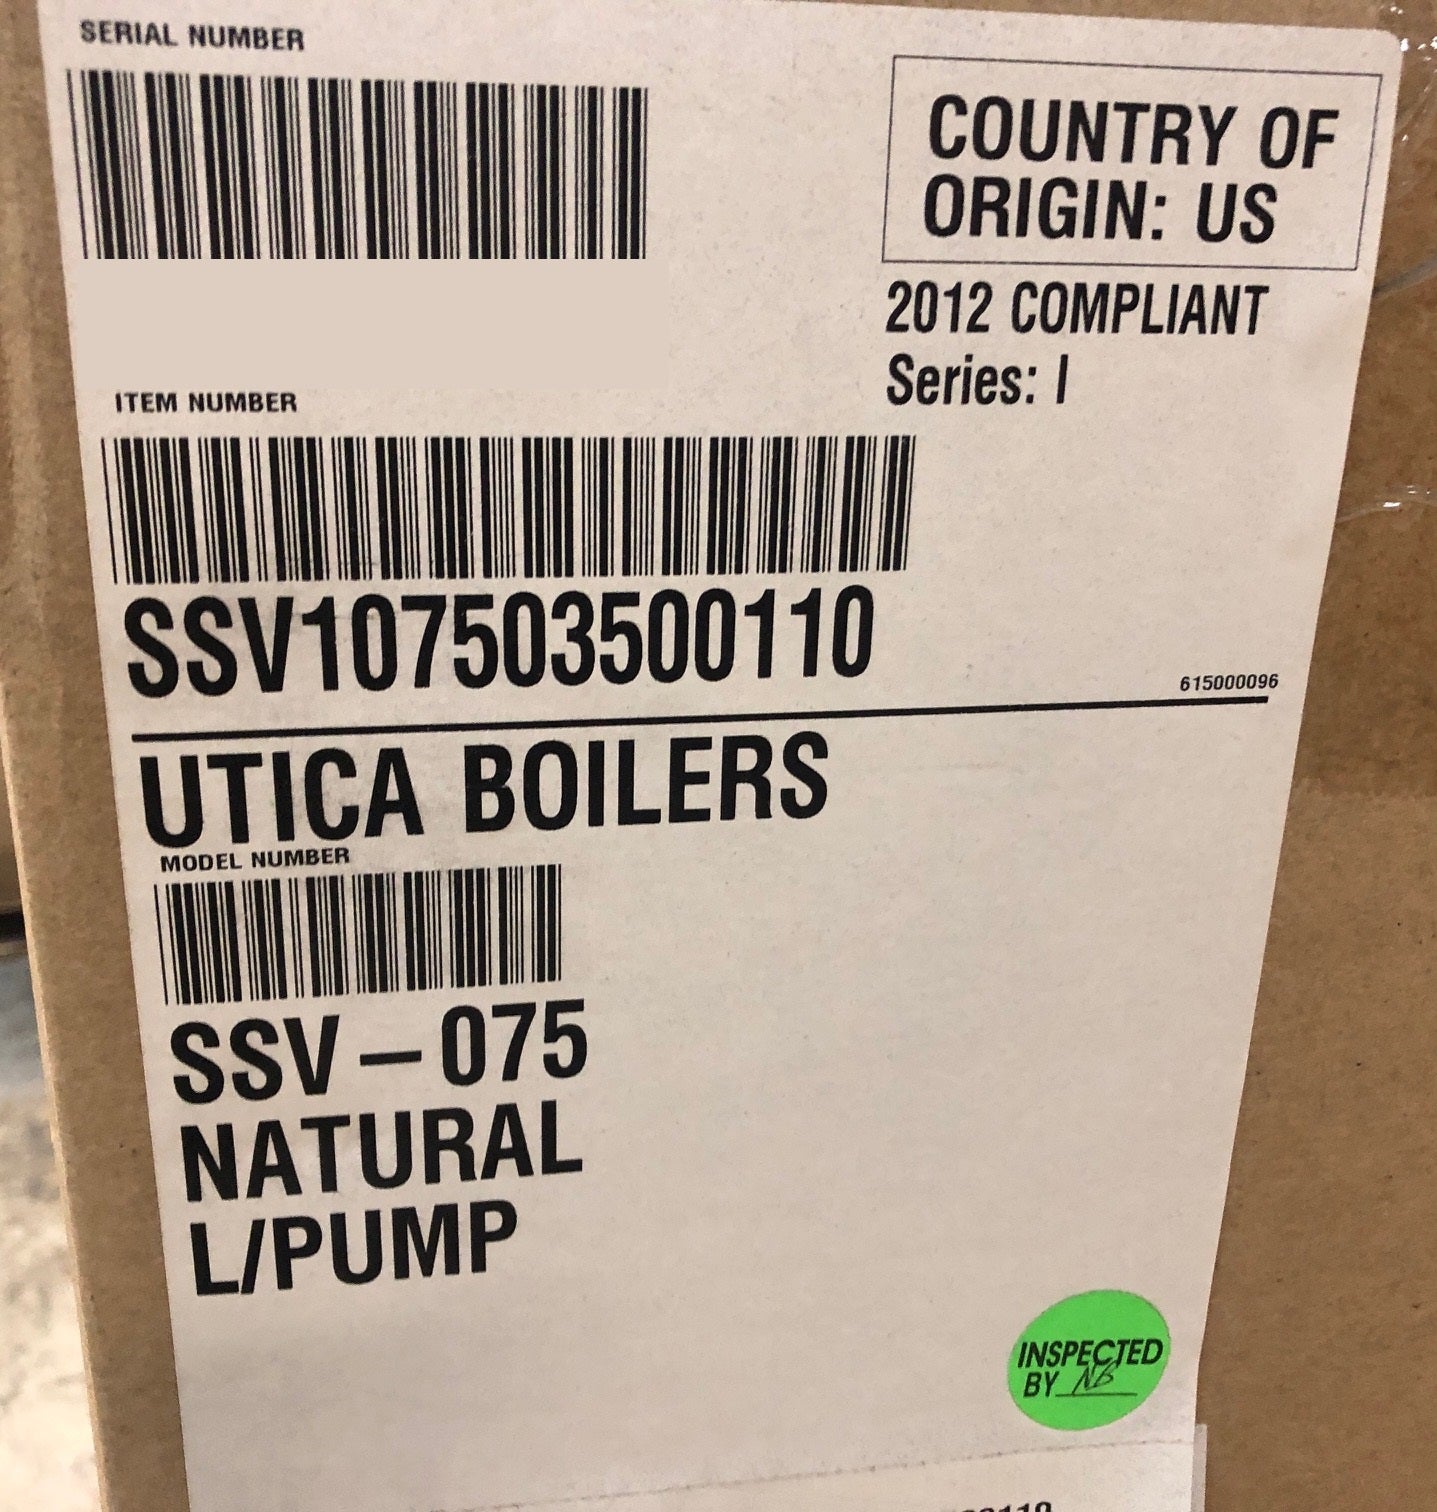 SERIAL NUMBER
COUNTRY OF
ORIGIN: US
2012 COMPLIANT
Series: I
ITEM NUMBER
SSV107503500110
615000096
UTICA BOILERS
MODEL NUMBER
SSV-075
NATURAL
L/PUMP
INSPECTED
BY NB